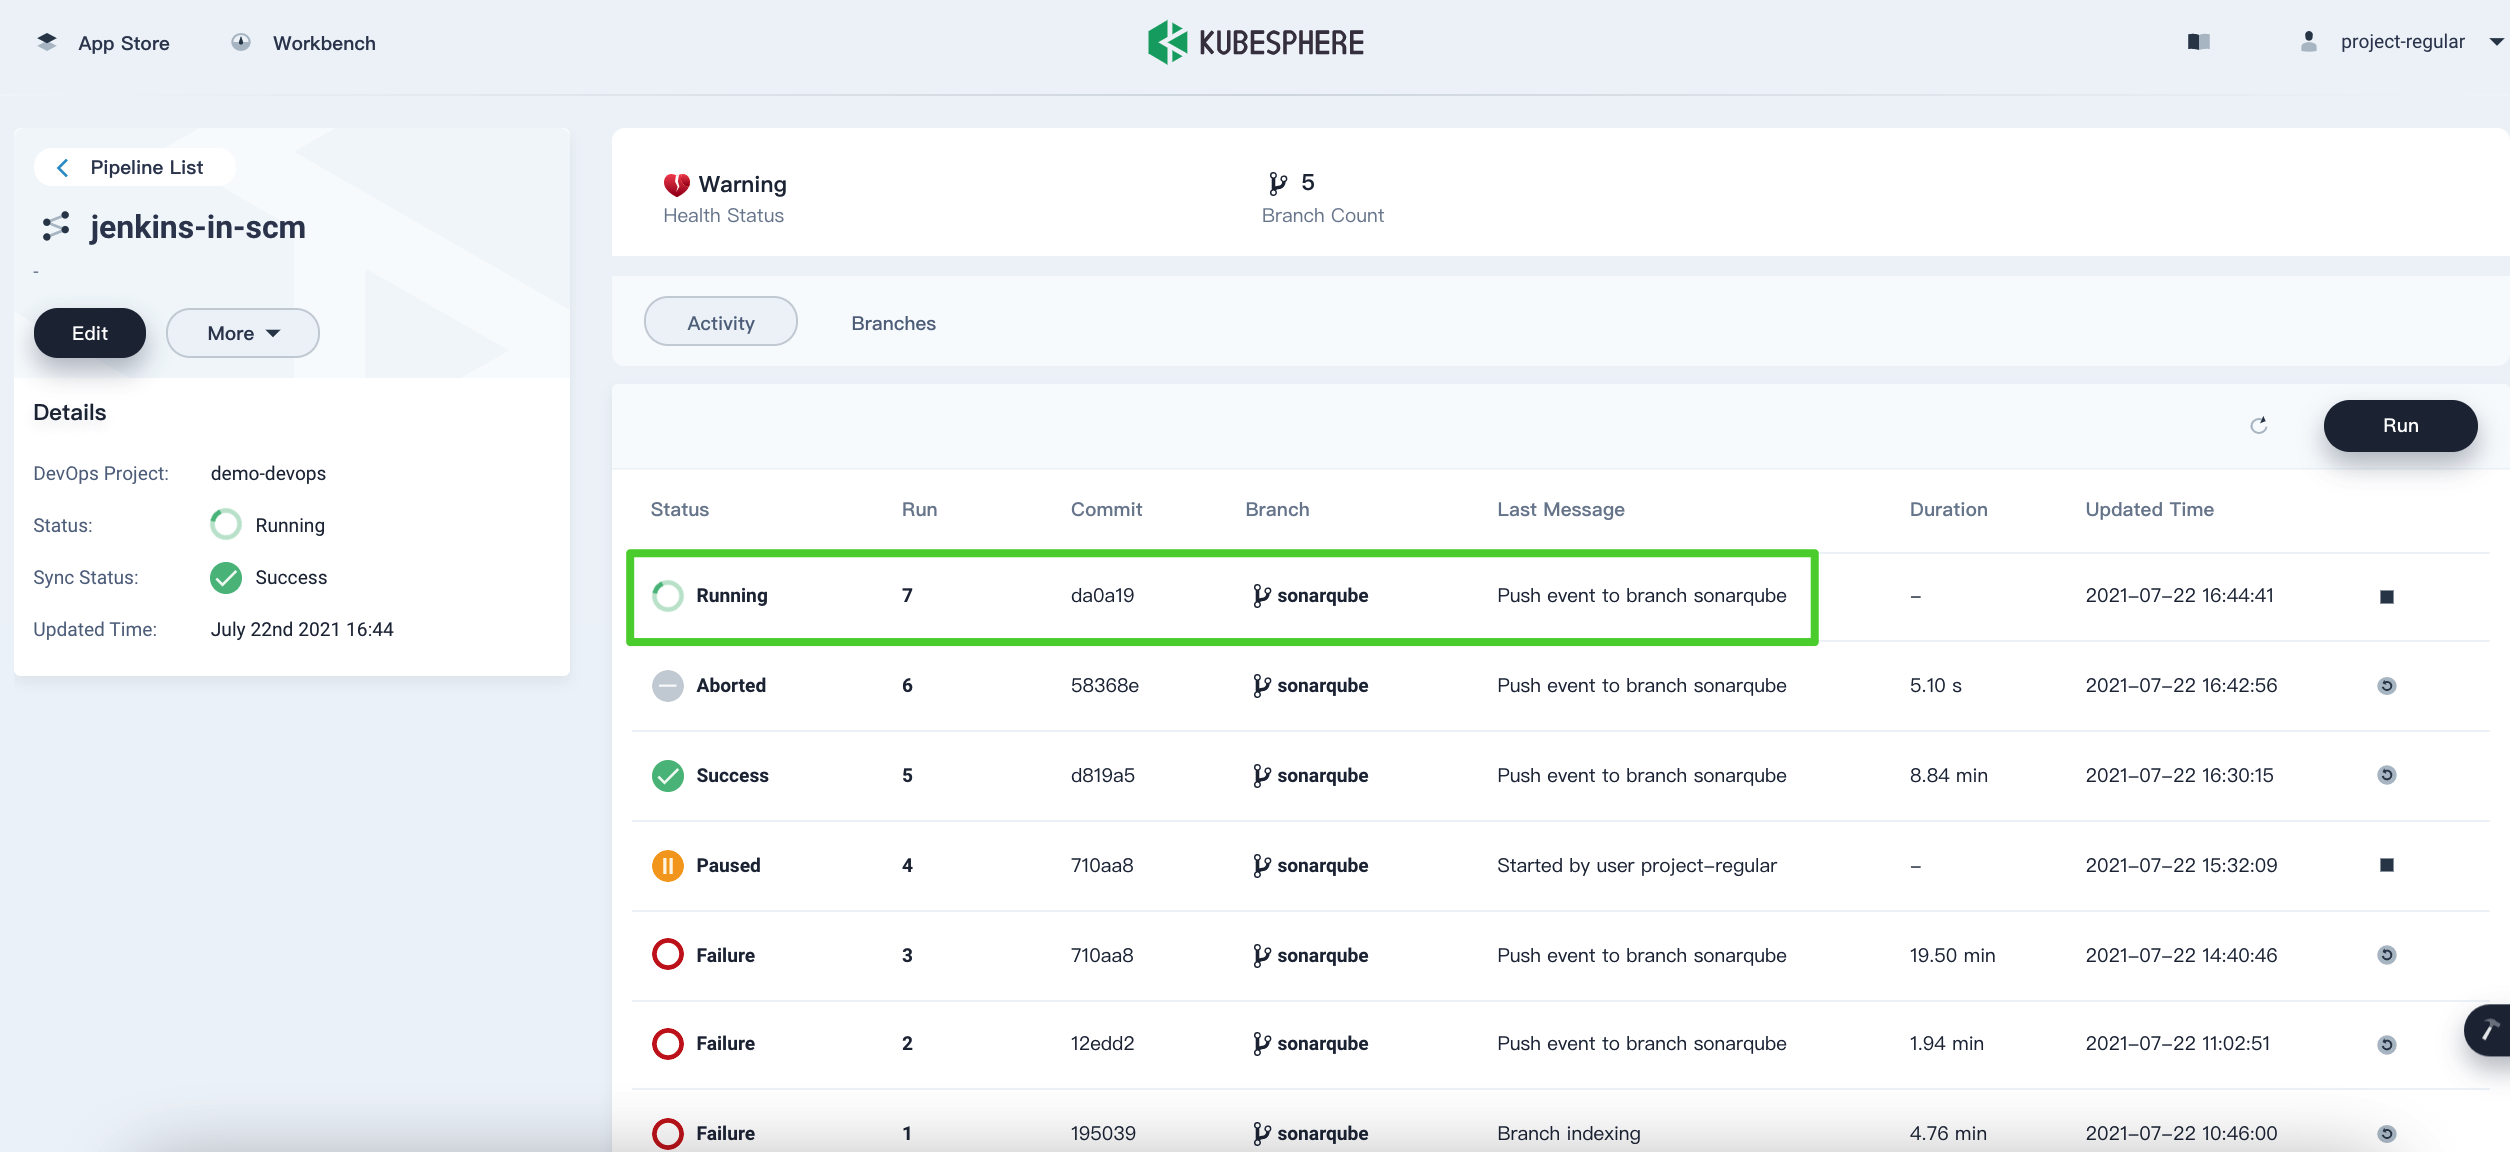 App Store Workbench KUBESPHERE project-regular
Pipeline List
jenkins-in-scm
-
Edit More
Details
DevOps Project: demo-devops
Status: Running
Sync Status: Success
Updated Time: July 22nd 2021 16:44
Warning
Health Status
5
Branch Count
Activity Branches
Run
Status Run Commit Branch Last Message Duration Updated Time
Running 7 da0a19 sonarqube Push event to branch sonarqube - 2021-07-22 16:44:41
Aborted 6 58368e sonarqube Push event to branch sonarqube 5.10 s 2021-07-22 16:42:56
Success 5 d819a5 sonarqube Push event to branch sonarqube 8.84 min 2021-07-22 16:30:15
Paused 4 710aa8 sonarqube Started by user project-regular - 2021-07-22 15:32:09
Failure 3 710aa8 sonarqube Push event to branch sonarqube 19.50 min 2021-07-22 14:40:46
Failure 2 12edd2 sonarqube Push event to branch sonarqube 1.94 min 2021-07-22 11:02:51
Failure 1 195039 sonarqube Branch indexing 4.76 min 2021-07-22 10:46:00